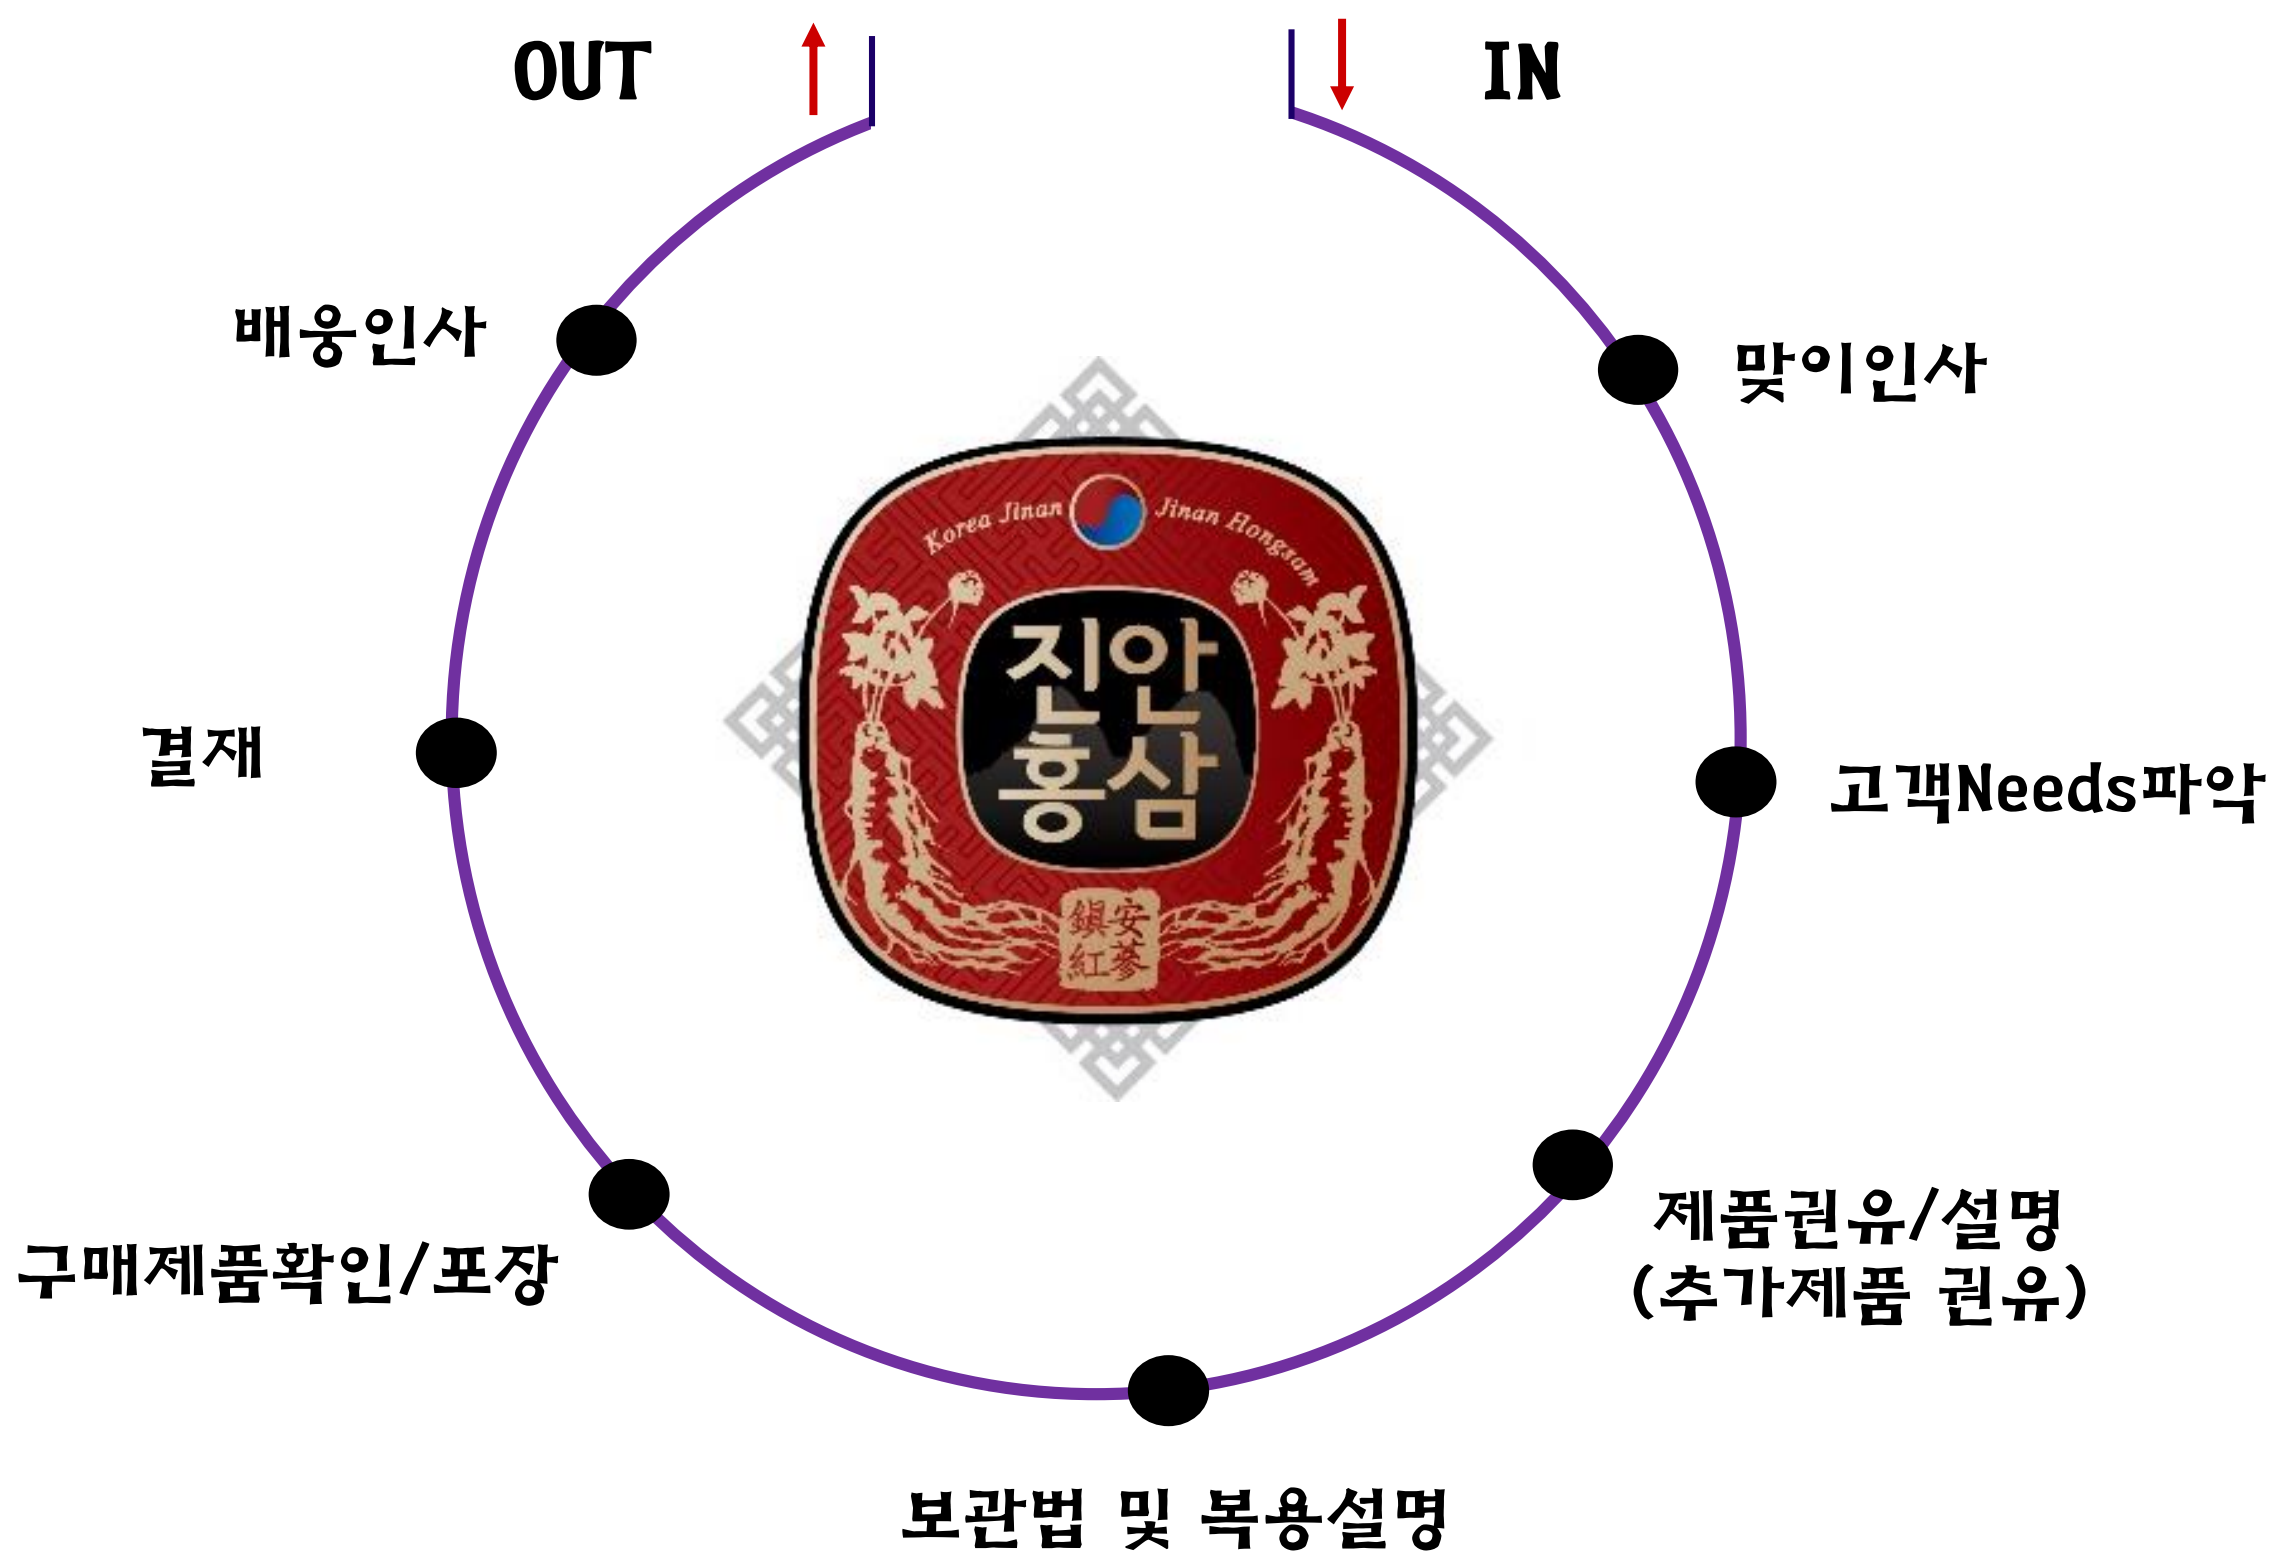 OUT
IN
배웅인사
맞이인사
Korea Jinan
Jinan Hongsam
진안
홍삼
鎭安
紅蔘
결재
고객Needs파악
제품권유/설명
(추가제품 권유)
구매제품확인/포장
보관법 및 복용설명